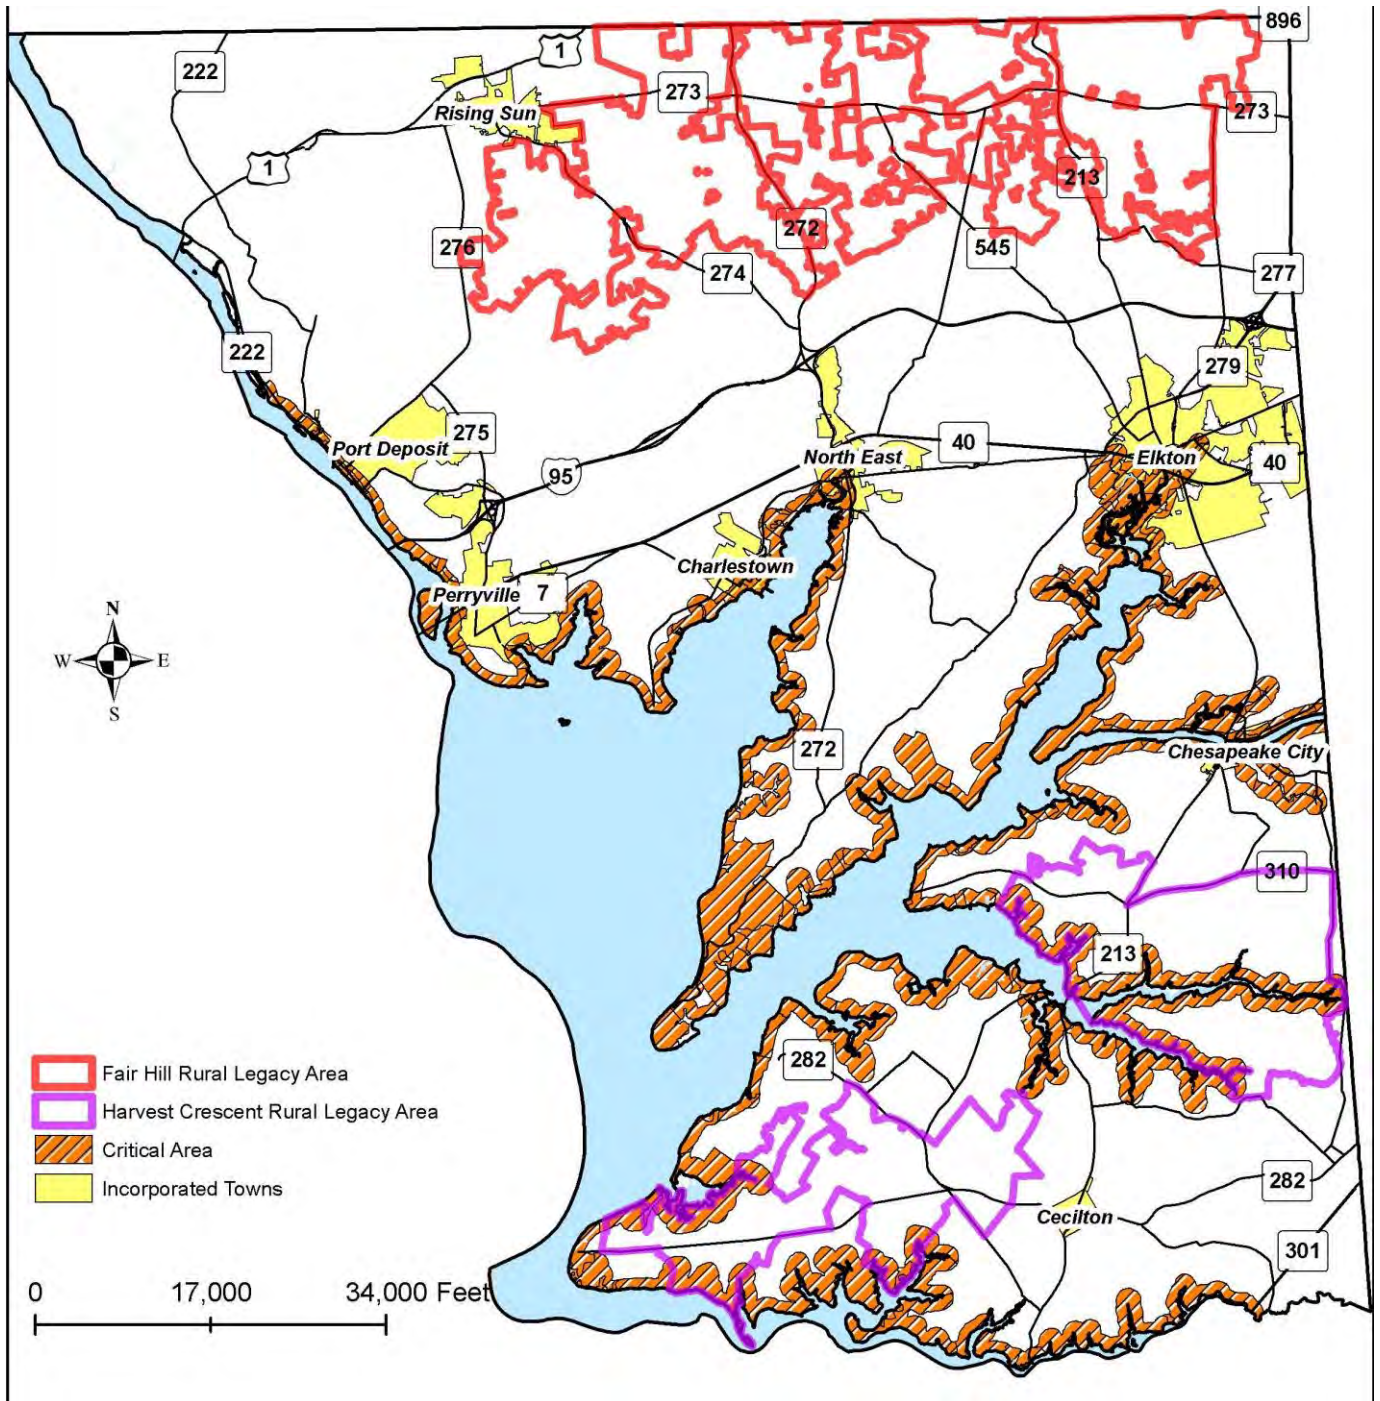 896
222
1
273
273
Rising Sun
1
213
272
276
545
274
277
222
279
275
Port Deposit
40
North East
Elkton
40
95
Charlestown
Perryville
7
N
W
E
S
272
Chesapeake City
310
213
282
Fair Hill Rural Legacy Area
Harvest Crescent Rural Legacy Area
Critical Area
Incorporated Towns
282
Cecilton
301
0 17,000 34,000 Feet